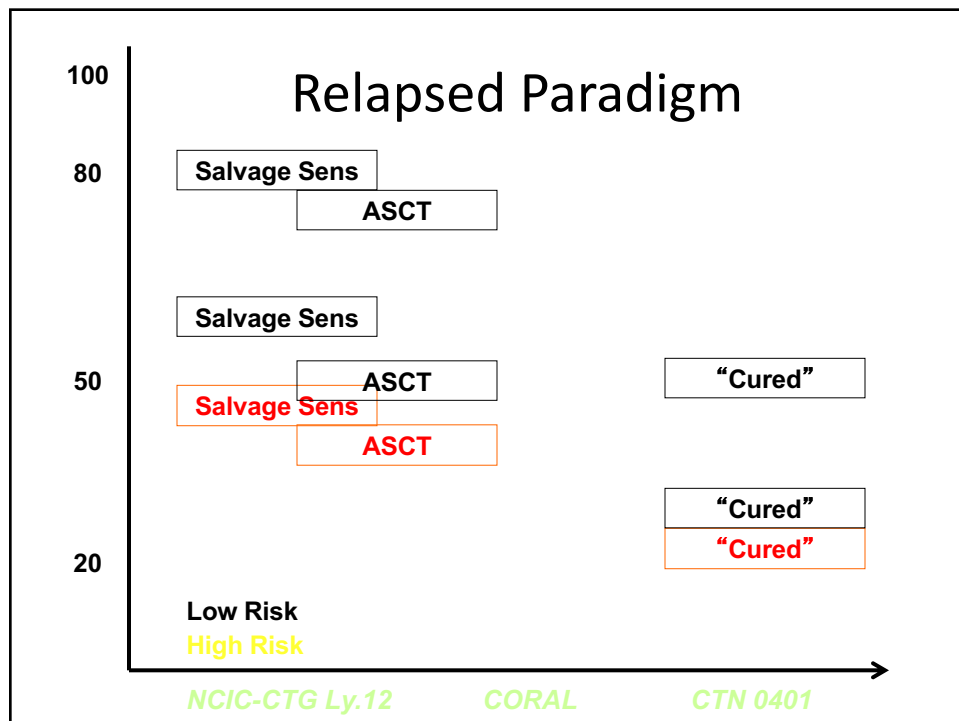 Relapsed Paradigm
100
80
Salvage Sens
ASCT
Salvage Sens
50
ASCT
“Cured”
Salvage Sens
ASCT
“Cured”
“Cured”
20
Low Risk
High Risk
NCIC-CTG Ly.12 CORAL CTN 0401